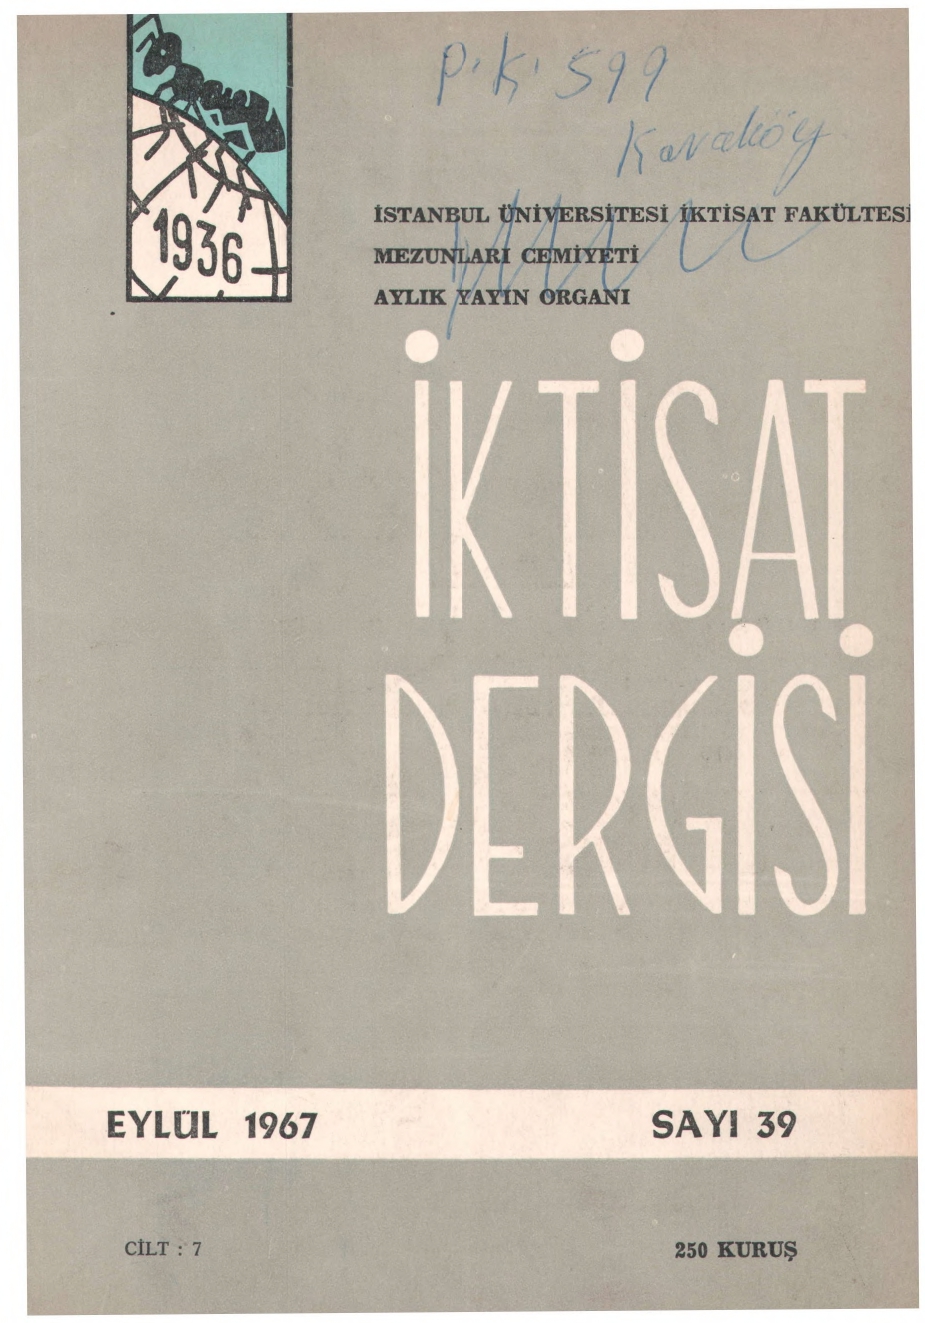 P.K. 599
Karaköy
1936
İSTANBUL ÜNİVERSİTESİ İKTİSAT FAKÜLTESİ
MEZUNLARI CEMİYETİ
AYLIK YAYIN ORGANI
İKTİSAT
DERGİSİ
EYLÜL 1967 SAYI 39
CİLT : 7 250 KURUŞ